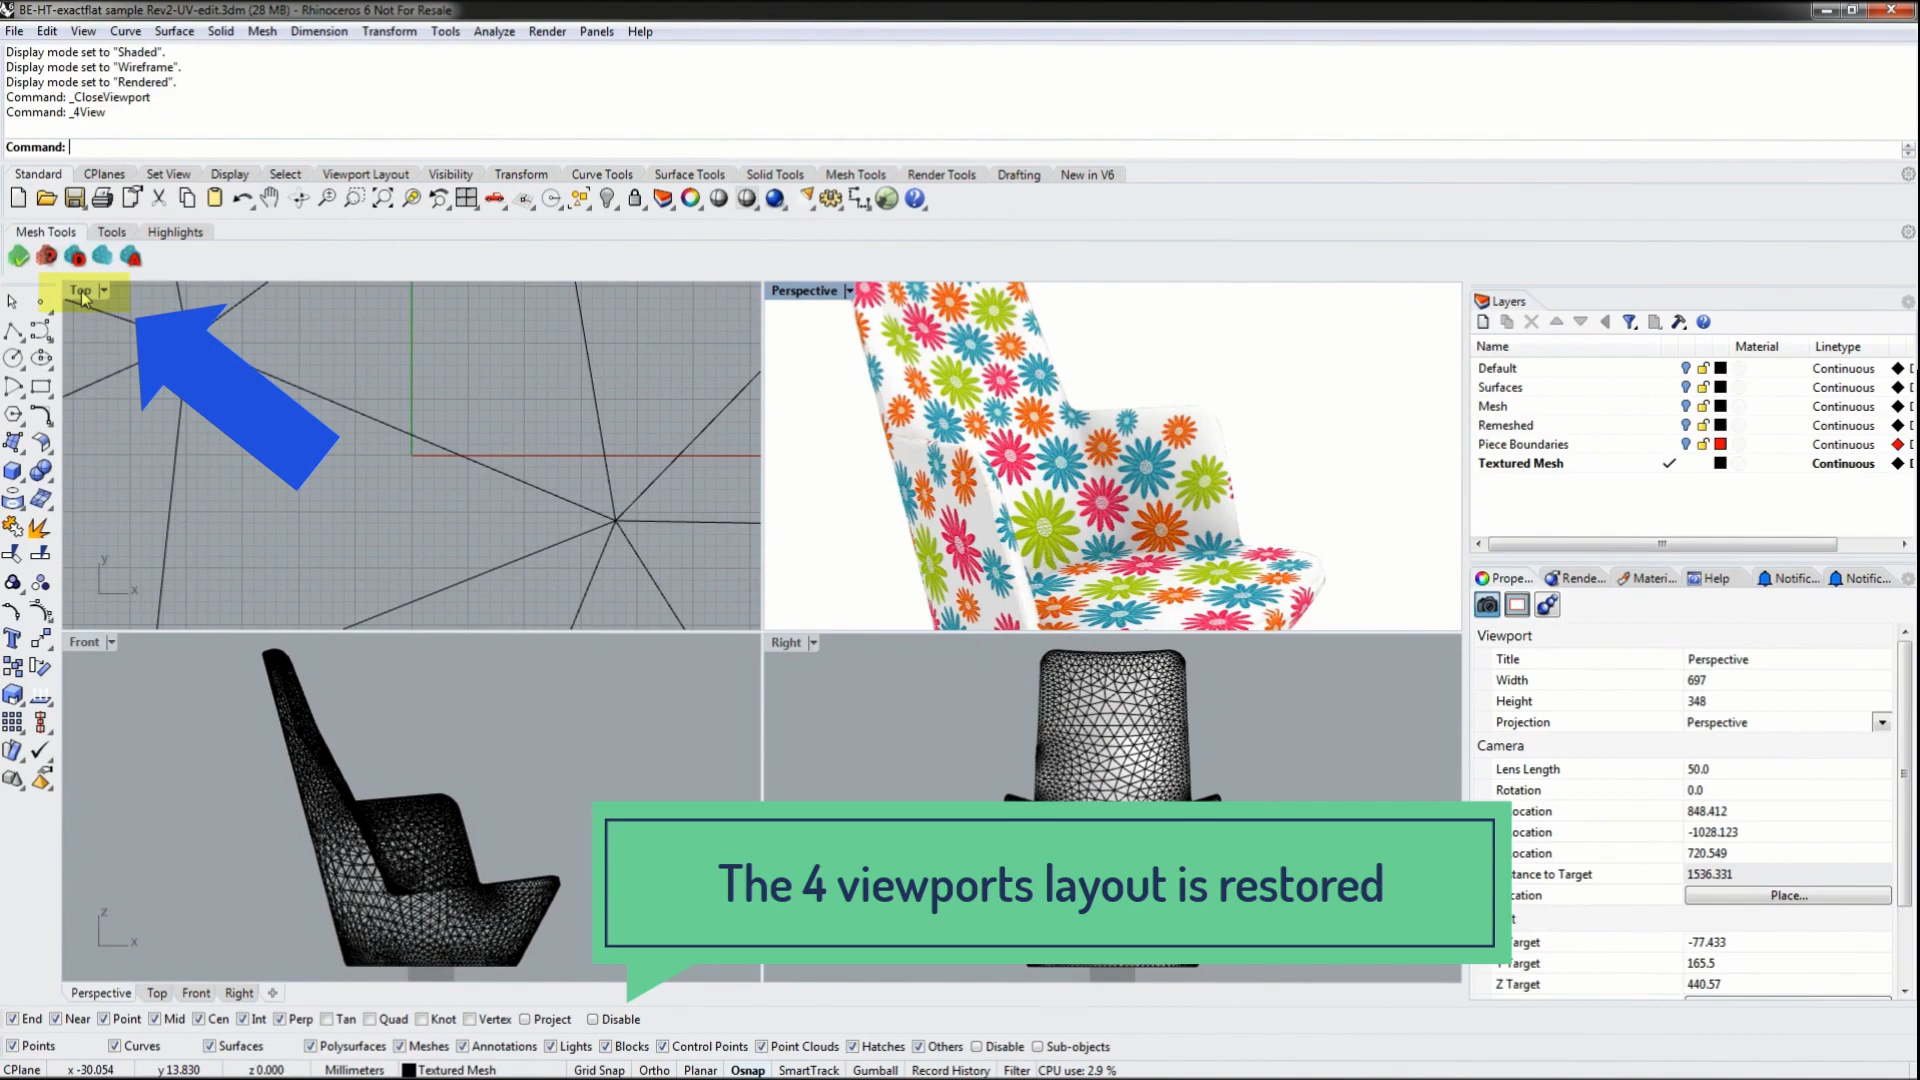 BE-HT-exactflat sample Rev2-UV-edit.3dm (28 MB) - Rhinoceros 6 Not For Resale
File Edit View Curve Surface Solid Mesh Dimension Transform Tools Analyze Render Panels Help
Display mode set to "Shaded".
Display mode set to "Wireframe".
Display mode set to "Rendered".
Command: _CloseViewport
Command: _4View
Command:
Standard CPlanes Set View Display Select Viewport Layout Visibility Transform Curve Tools Surface Tools Solid Tools Mesh Tools Render Tools Drafting New in V6
Mesh Tools Tools Highlights
Top
Perspective
y
x
Front
Right
z
x
Layers
Name Material Linetype
Default Continuous
Surfaces Continuous
Mesh Continuous
Remeshed Continuous
Piece Boundaries Continuous
Textured Mesh Continuous
Prope... Rende... Materi... Help Notific... Notific...
Viewport
Title Perspective
Width 697
Height 348
Projection Perspective
Camera
Lens Length 50.0
Rotation 0.0
ocation 848.412
ocation -1028.123
ocation 720.549
stance to Target 1536.331
cation Place...
t
Target -77.433
Target 165.5
Z Target 440.57
The 4 viewports layout is restored
Perspective Top Front Right
End Near Point Mid Cen Int Perp Tan Quad Knot Vertex Project Disable
Points Curves Surfaces Polysurfaces Meshes Annotations Lights Blocks Control Points Point Clouds Hatches Others Disable Sub-objects
CPlane x -30.054 y 13.830 z 0.000 Millimeters Textured Mesh Grid Snap Ortho Planar Osnap SmartTrack Gumball Record History Filter CPU use: 2.9 %